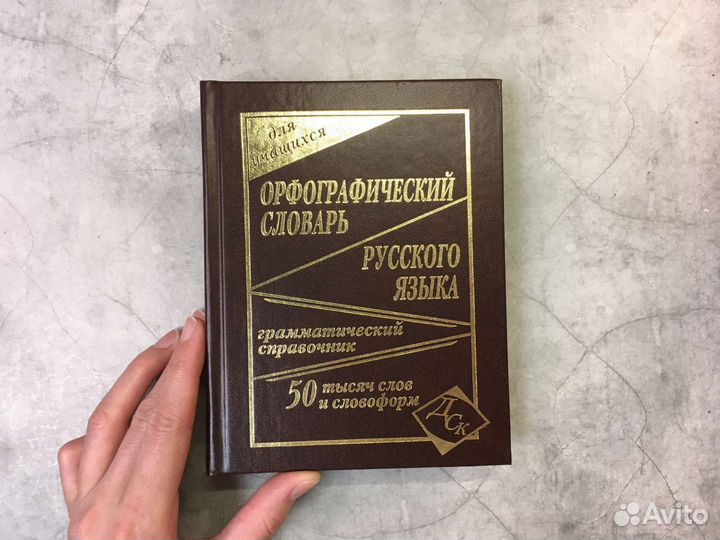 для
учащихся
ОРФОГРАФИЧЕСКИЙ
СЛОВАРЬ
РУССКОГО
ЯЗЫКА
грамматический
справочник
50 тысяч слов
и словоформ
ДСК
Avito